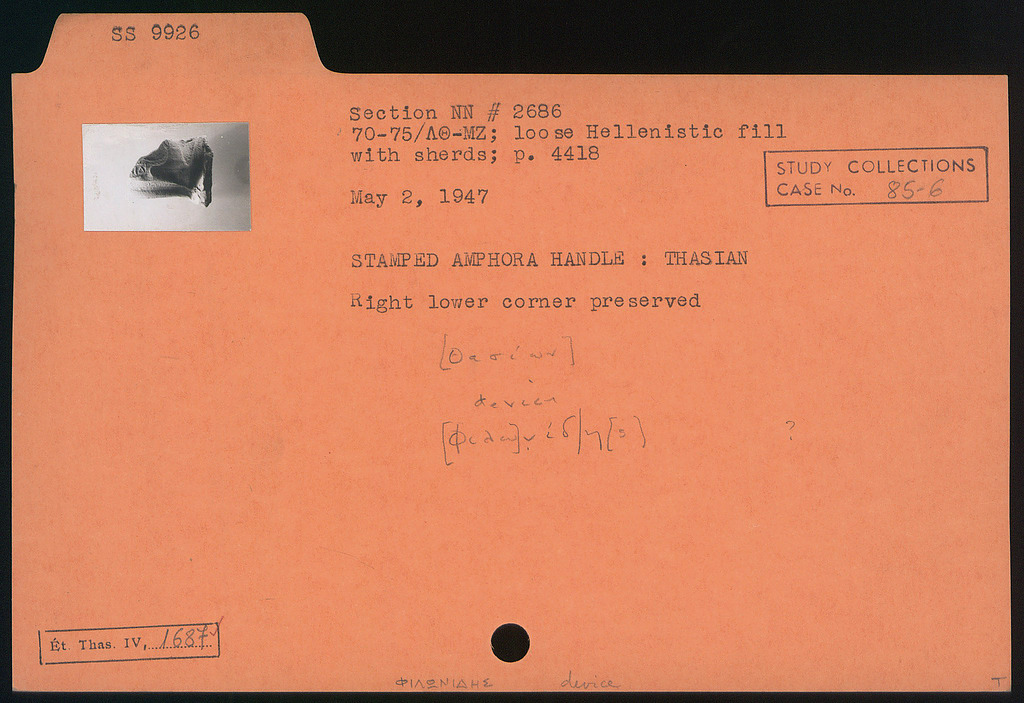 SS 9926
Section NN # 2686
70-75/ΛΘ-ΜΖ; loose Hellenistic fill
with sherds; p. 4418
STUDY COLLECTIONS
CASE No. 85-6
May 2, 1947
STAMPED AMPHORA HANDLE : THASIAN
Right lower corner preserved
[Θασίων]
device
[Φιλω]νίδ/η[ς] ?
Ét. Thas. IV, 1687
ΦΙΛΩΝΙΔΗΣ device T